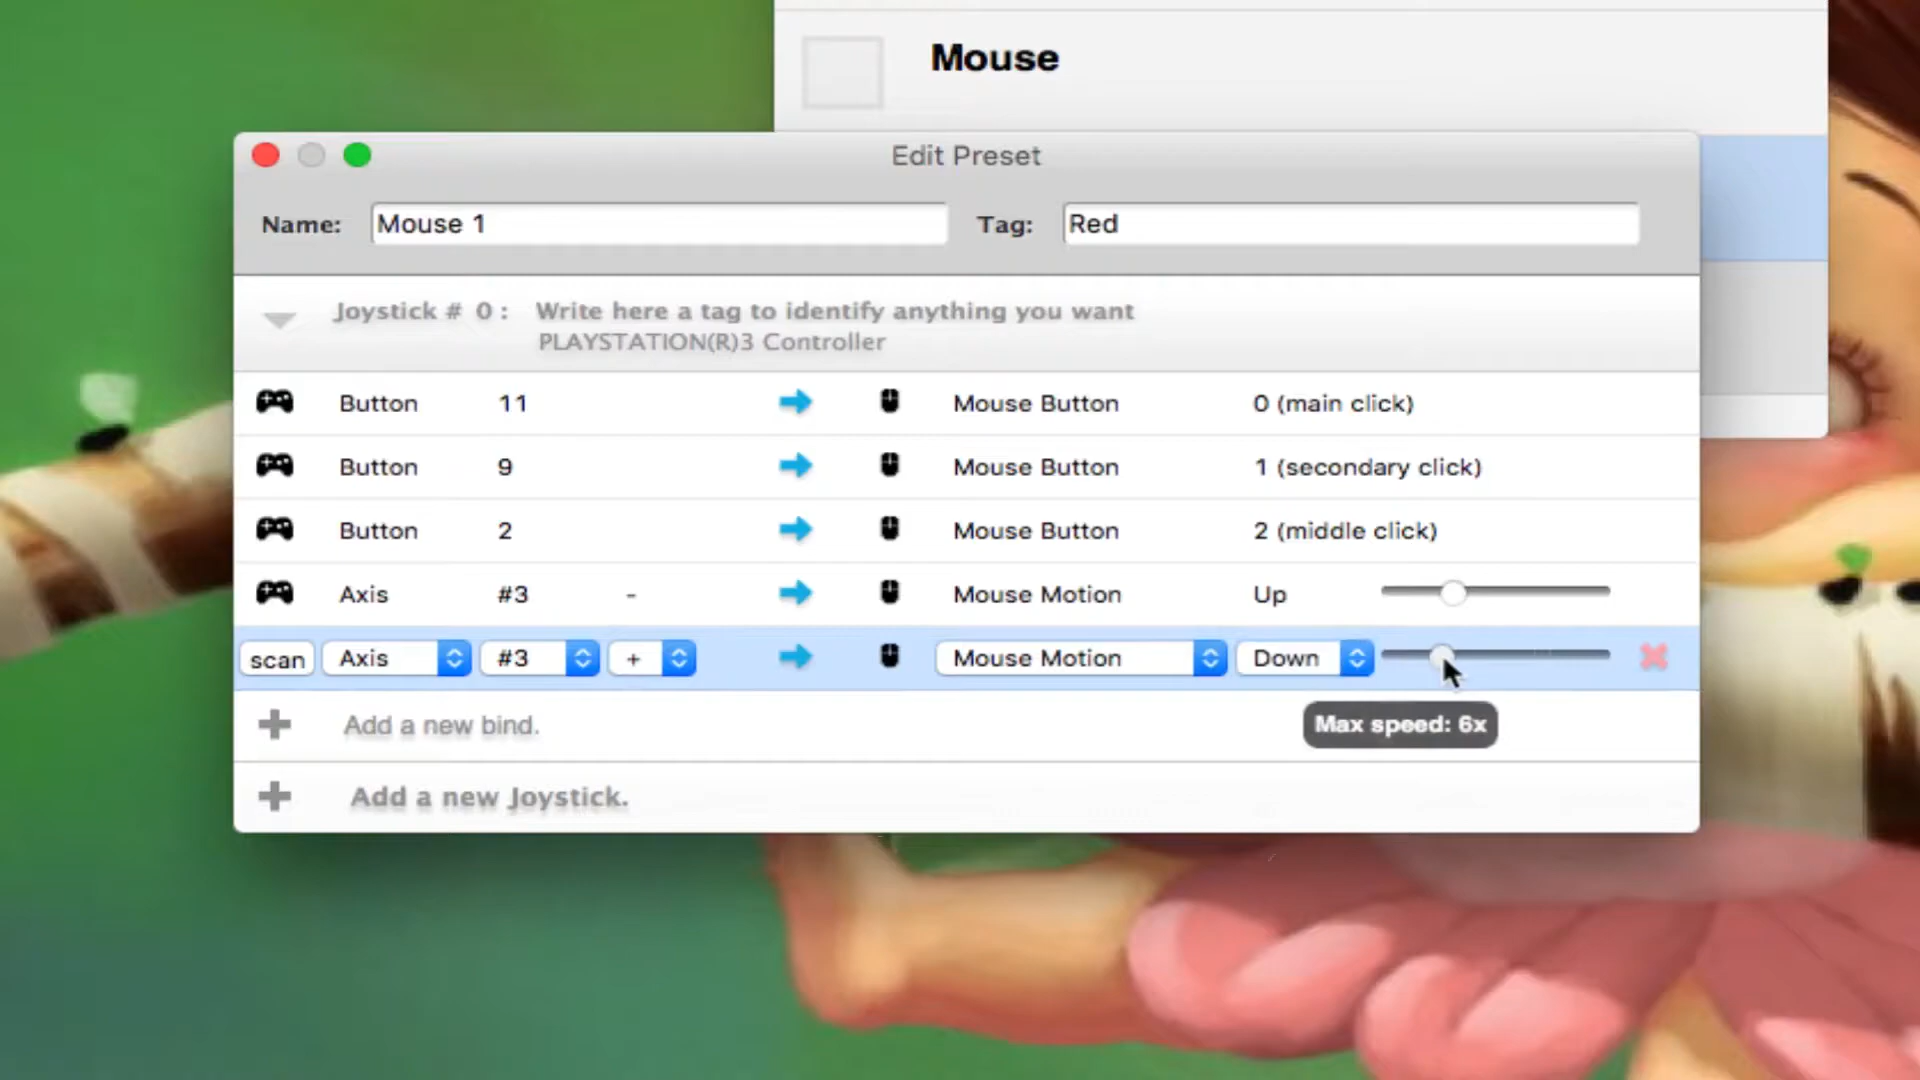 Mouse
Edit Preset
Name: Mouse 1 Tag: Red
Joystick # 0 : Write here a tag to identify anything you want
PLAYSTATION(R)3 Controller
Button 11 Mouse Button 0 (main click)
Button 9 Mouse Button 1 (secondary click)
Button 2 Mouse Button 2 (middle click)
Axis #3 - Mouse Motion Up
scan Axis #3 + Mouse Motion Down
Add a new bind.
Max speed: 6x
Add a new Joystick.